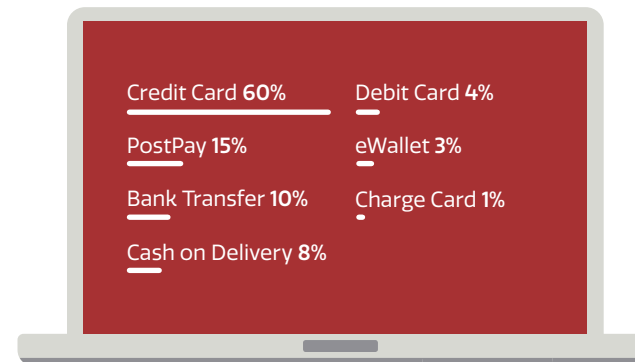 Credit Card 60%
PostPay 15%
Bank Transfer 10%
Cash on Delivery 8%
Debit Card 4%
eWallet 3%
Charge Card 1%